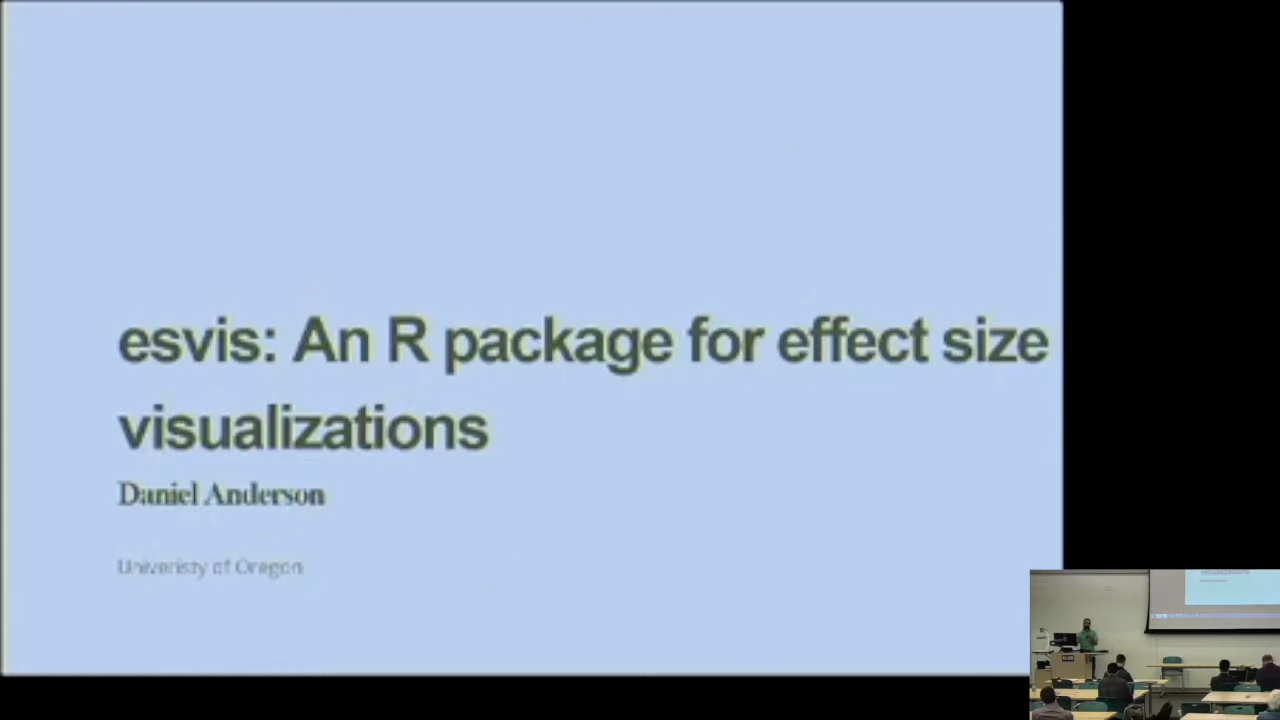 esvis: An R package for effect size
visualizations
Daniel Anderson
Univeristy of Oregon